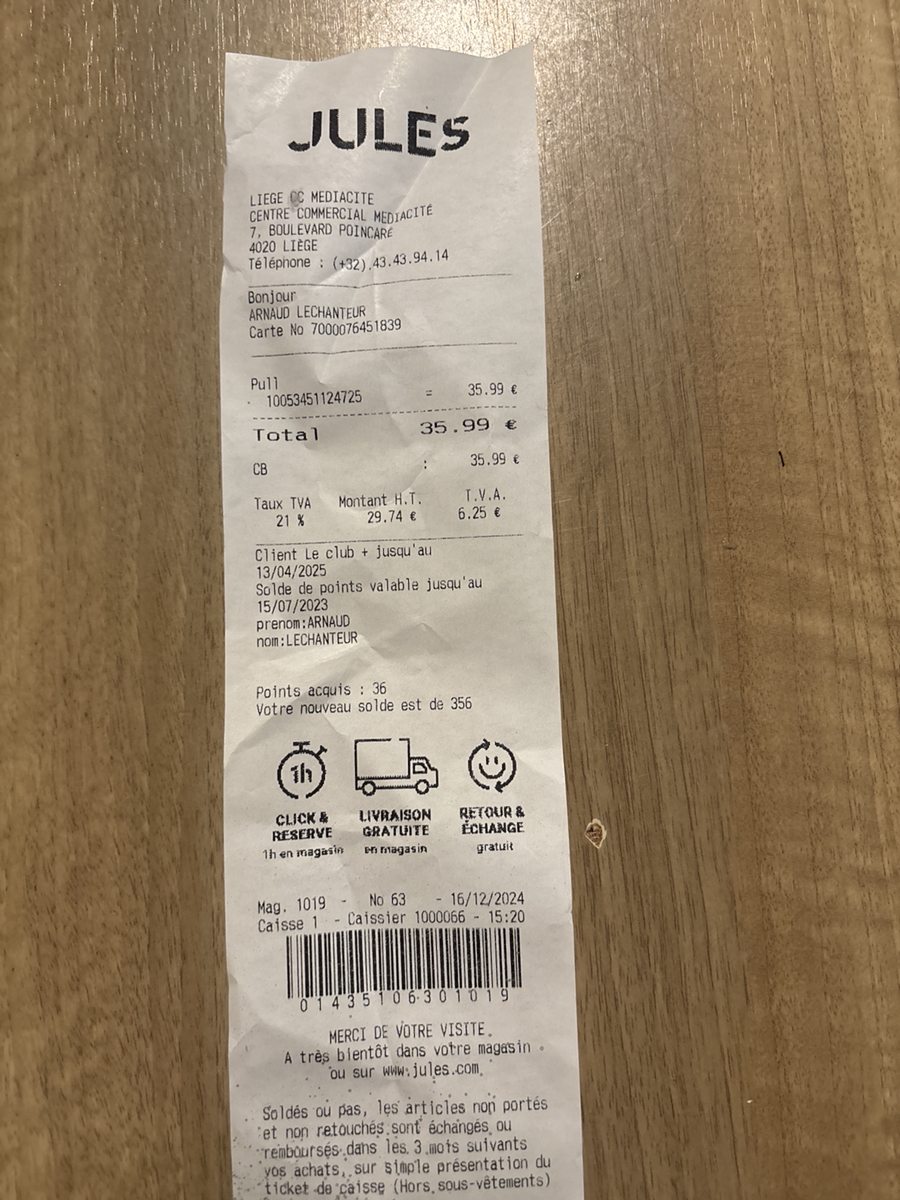 JULES
LIEGE CC MEDIACITE
CENTRE COMMERCIAL MEDIACITÉ
7, BOULEVARD POINCARÉ
4020 LIÈGE
Téléphone : (+32).43.43.94.14
Bonjour
ARNAUD LECHANTEUR
Carte No 7000076451839
Pull
10053451124725 = 35.99 €
Total 35.99 €
CB : 35.99 €
Taux TVA Montant H.T. T.V.A.
21 % 29.74 € 6.25 €
Client Le club + jusqu'au
13/04/2025
Solde de points valable jusqu'au
15/07/2023
prenom:ARNAUD
nom:LECHANTEUR
Points acquis : 36
Votre nouveau solde est de 356
1h
CLICK & RESERVE
1h en magasin
LIVRAISON GRATUITE
en magasin
RETOUR & ÉCHANGE
gratuit
Mag. 1019 - No 63 - 16/12/2024
Caisse 1 - Caissier 1000066 - 15:20
01435106301019
MERCI DE VOTRE VISITE.
A très bientôt dans votre magasin
ou sur www.jules.com.
Soldés ou pas, les articles non portés
et non retouchés sont échangés ou
remboursés dans les 3 mois suivants
vos achats, sur simple présentation du
ticket de caisse (Hors sous-vêtements)